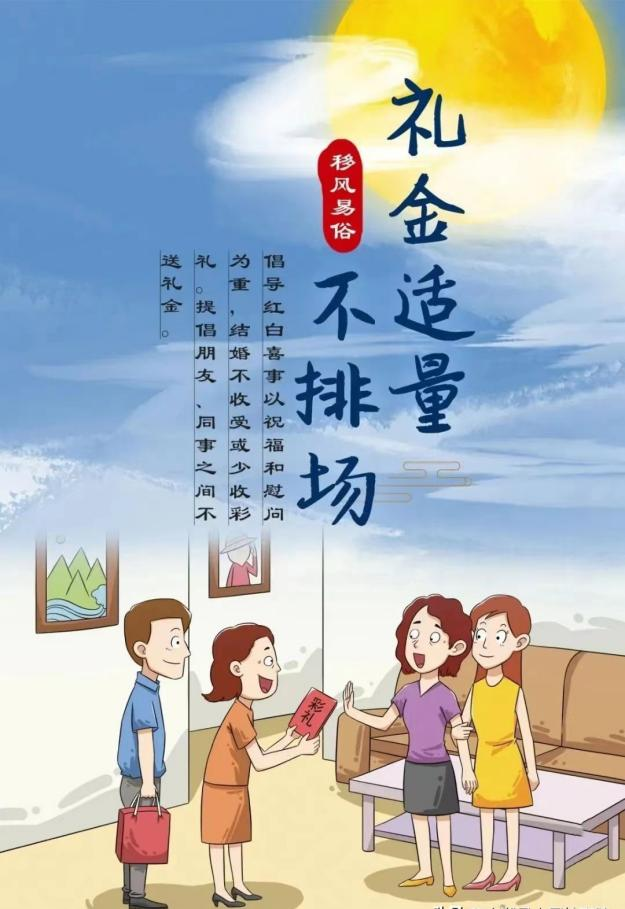 礼金适量
不排场
移风易俗
倡导红白喜事以祝福和慰问
为重,结婚不收受或少收彩
礼。提倡朋友、同事之间不
送礼金。
彩礼